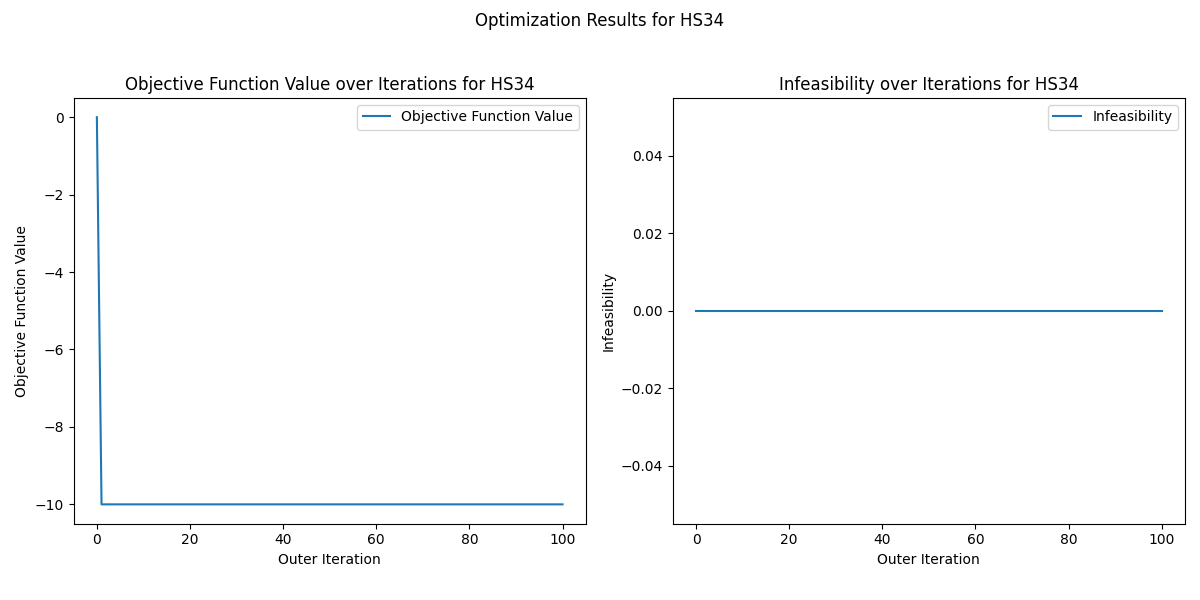 Optimization Results for HS34
Objective Function Value over Iterations for HS34
Objective Function Value
0
−2
−4
−6
−8
−10
Objective Function Value
0
20
40
60
80
100
Outer Iteration
Infeasibility over Iterations for HS34
Infeasibility
0.04
0.02
0.00
−0.02
−0.04
Infeasibility
0
20
40
60
80
100
Outer Iteration